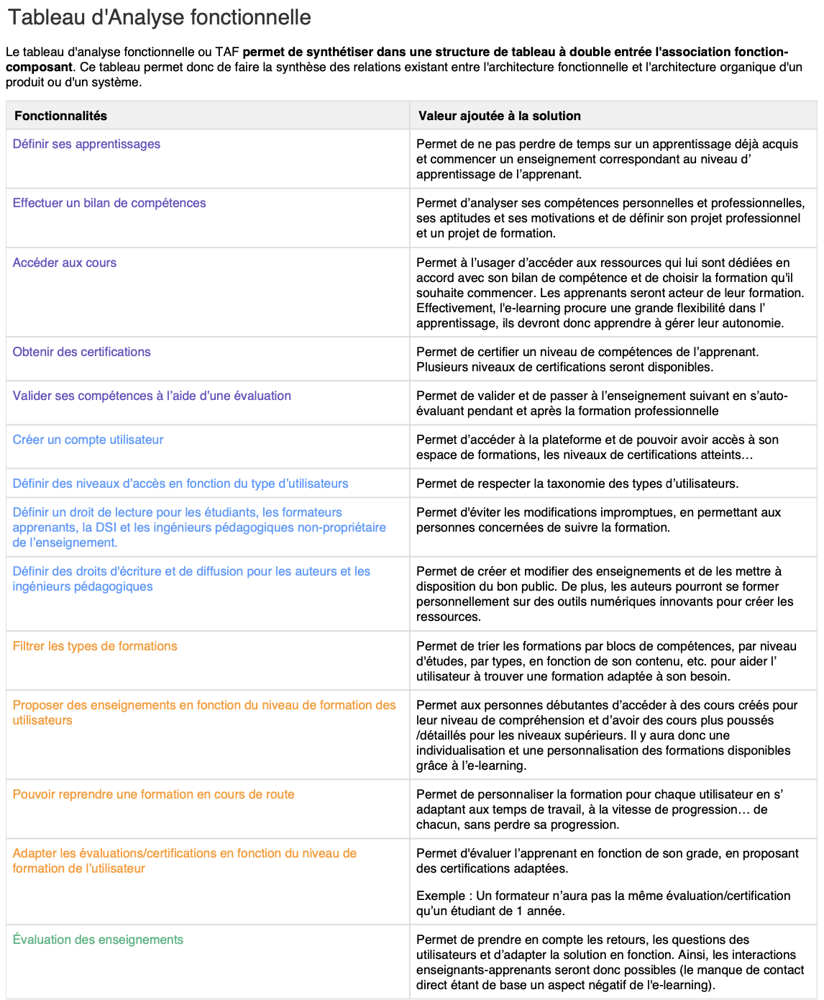 Tableau d'Analyse fonctionnelle
Le tableau d'analyse fonctionnelle ou TAF permet de synthétiser dans une structure de tableau à double entrée l'association fonction-
composant. Ce tableau permet donc de faire la synthèse des relations existant entre l'architecture fonctionnelle et l'architecture organique d'un
produit ou d'un système.
Fonctionnalités
Valeur ajoutée à la solution
Définir ses apprentissages
Permet de ne pas perdre de temps sur un apprentissage déjà acquis
et commencer un enseignement correspondant au niveau d’
apprentissage de l’apprenant.
Effectuer un bilan de compétences
Permet d’analyser ses compétences personnelles et professionnelles,
ses aptitudes et ses motivations et de définir son projet professionnel
et un projet de formation.
Accéder aux cours
Permet à l’usager d’accéder aux ressources qui lui sont dédiées en
accord avec son bilan de compétence et de choisir la formation qu'il
souhaite commencer. Les apprenants seront acteur de leur formation.
Effectivement, l'e-learning procure une grande flexibilité dans l’
apprentissage, ils devront donc apprendre à gérer leur autonomie.
Obtenir des certifications
Permet de certifier un niveau de compétences de l’apprenant.
Plusieurs niveaux de certifications seront disponibles.
Valider ses compétences à l’aide d’une évaluation
Permet de valider et de passer à l’enseignement suivant en s’auto-
évaluant pendant et après la formation professionnelle
Créer un compte utilisateur
Permet d’accéder à la plateforme et de pouvoir avoir accès à son
espace de formations, les niveaux de certifications atteints…
Définir des niveaux d’accès en fonction du type d’utilisateurs
Permet de respecter la taxonomie des types d’utilisateurs.
Définir un droit de lecture pour les étudiants, les formateurs
apprenants, la DSI et les ingénieurs pédagogiques non-propriétaire
de l’enseignement.
Permet d'éviter les modifications impromptues, en permettant aux
personnes concernées de suivre la formation.
Définir des droits d'écriture et de diffusion pour les auteurs et les
ingénieurs pédagogiques
Permet de créer et modifier des enseignements et de les mettre à
disposition du bon public. De plus, les auteurs pourront se former
personnellement sur des outils numériques innovants pour créer les
ressources.
Filtrer les types de formations
Permet de trier les formations par blocs de compétences, par niveau
d'études, par types, en fonction de son contenu, etc. pour aider l’
utilisateur à trouver une formation adaptée à son besoin.
Proposer des enseignements en fonction du niveau de formation des
utilisateurs
Permet aux personnes débutantes d’accéder à des cours créés pour
leur niveau de compréhension et d’avoir des cours plus poussés
/détaillés pour les niveaux supérieurs. Il y aura donc une
individualisation et une personnalisation des formations disponibles
grâce à l’e-learning.
Pouvoir reprendre une formation en cours de route
Permet de personnaliser la formation pour chaque utilisateur en s’
adaptant aux temps de travail, à la vitesse de progression… de
chacun, sans perdre sa progression.
Adapter les évaluations/certifications en fonction du niveau de
formation de l’utilisateur
Permet d'évaluer l’apprenant en fonction de son grade, en proposant
des certifications adaptées.
Exemple : Un formateur n’aura pas la même évaluation/certification
qu’un étudiant de 1 année.
Évaluation des enseignements
Permet de prendre en compte les retours, les questions des
utilisateurs et d’adapter la solution en fonction. Ainsi, les interactions
enseignants-apprenants seront donc possibles (le manque de contact
direct étant de base un aspect négatif de l'e-learning).